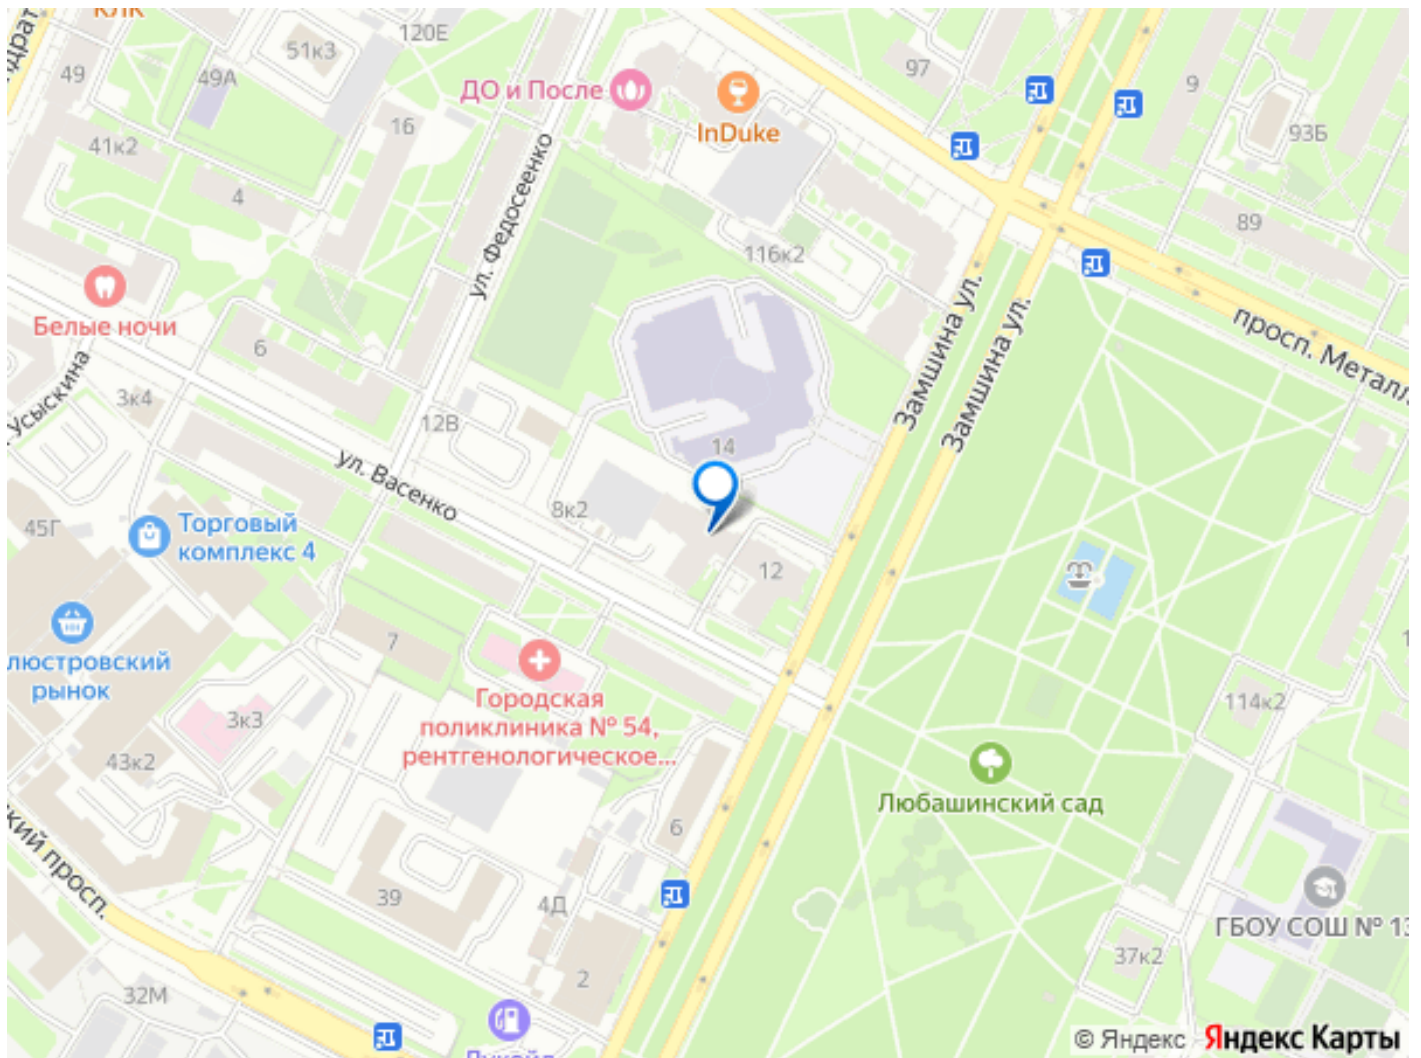 КЛК
120Е
51к3
49
49А
ДО и После
InDuke
97
9
93Б
16
41к2
4
ул. Федосеенко
89
116к2
Белые ночи
6
просп. Металл
Замшина ул.
Замшина ул.
Усыскина
3к4
12В
14
ул. Васенко
8к2
45Г
Торговый
комплекс 4
12
7
люстровский
рынок
Городская
поликлиника № 54,
рентгенологическое...
3к3
43к2
114к2
Любашинский сад
6
кий просп.
39
4Д
ГБОУ СОШ № 13
37к2
2
32М
Лукойл
© Яндекс Яндекс Карты